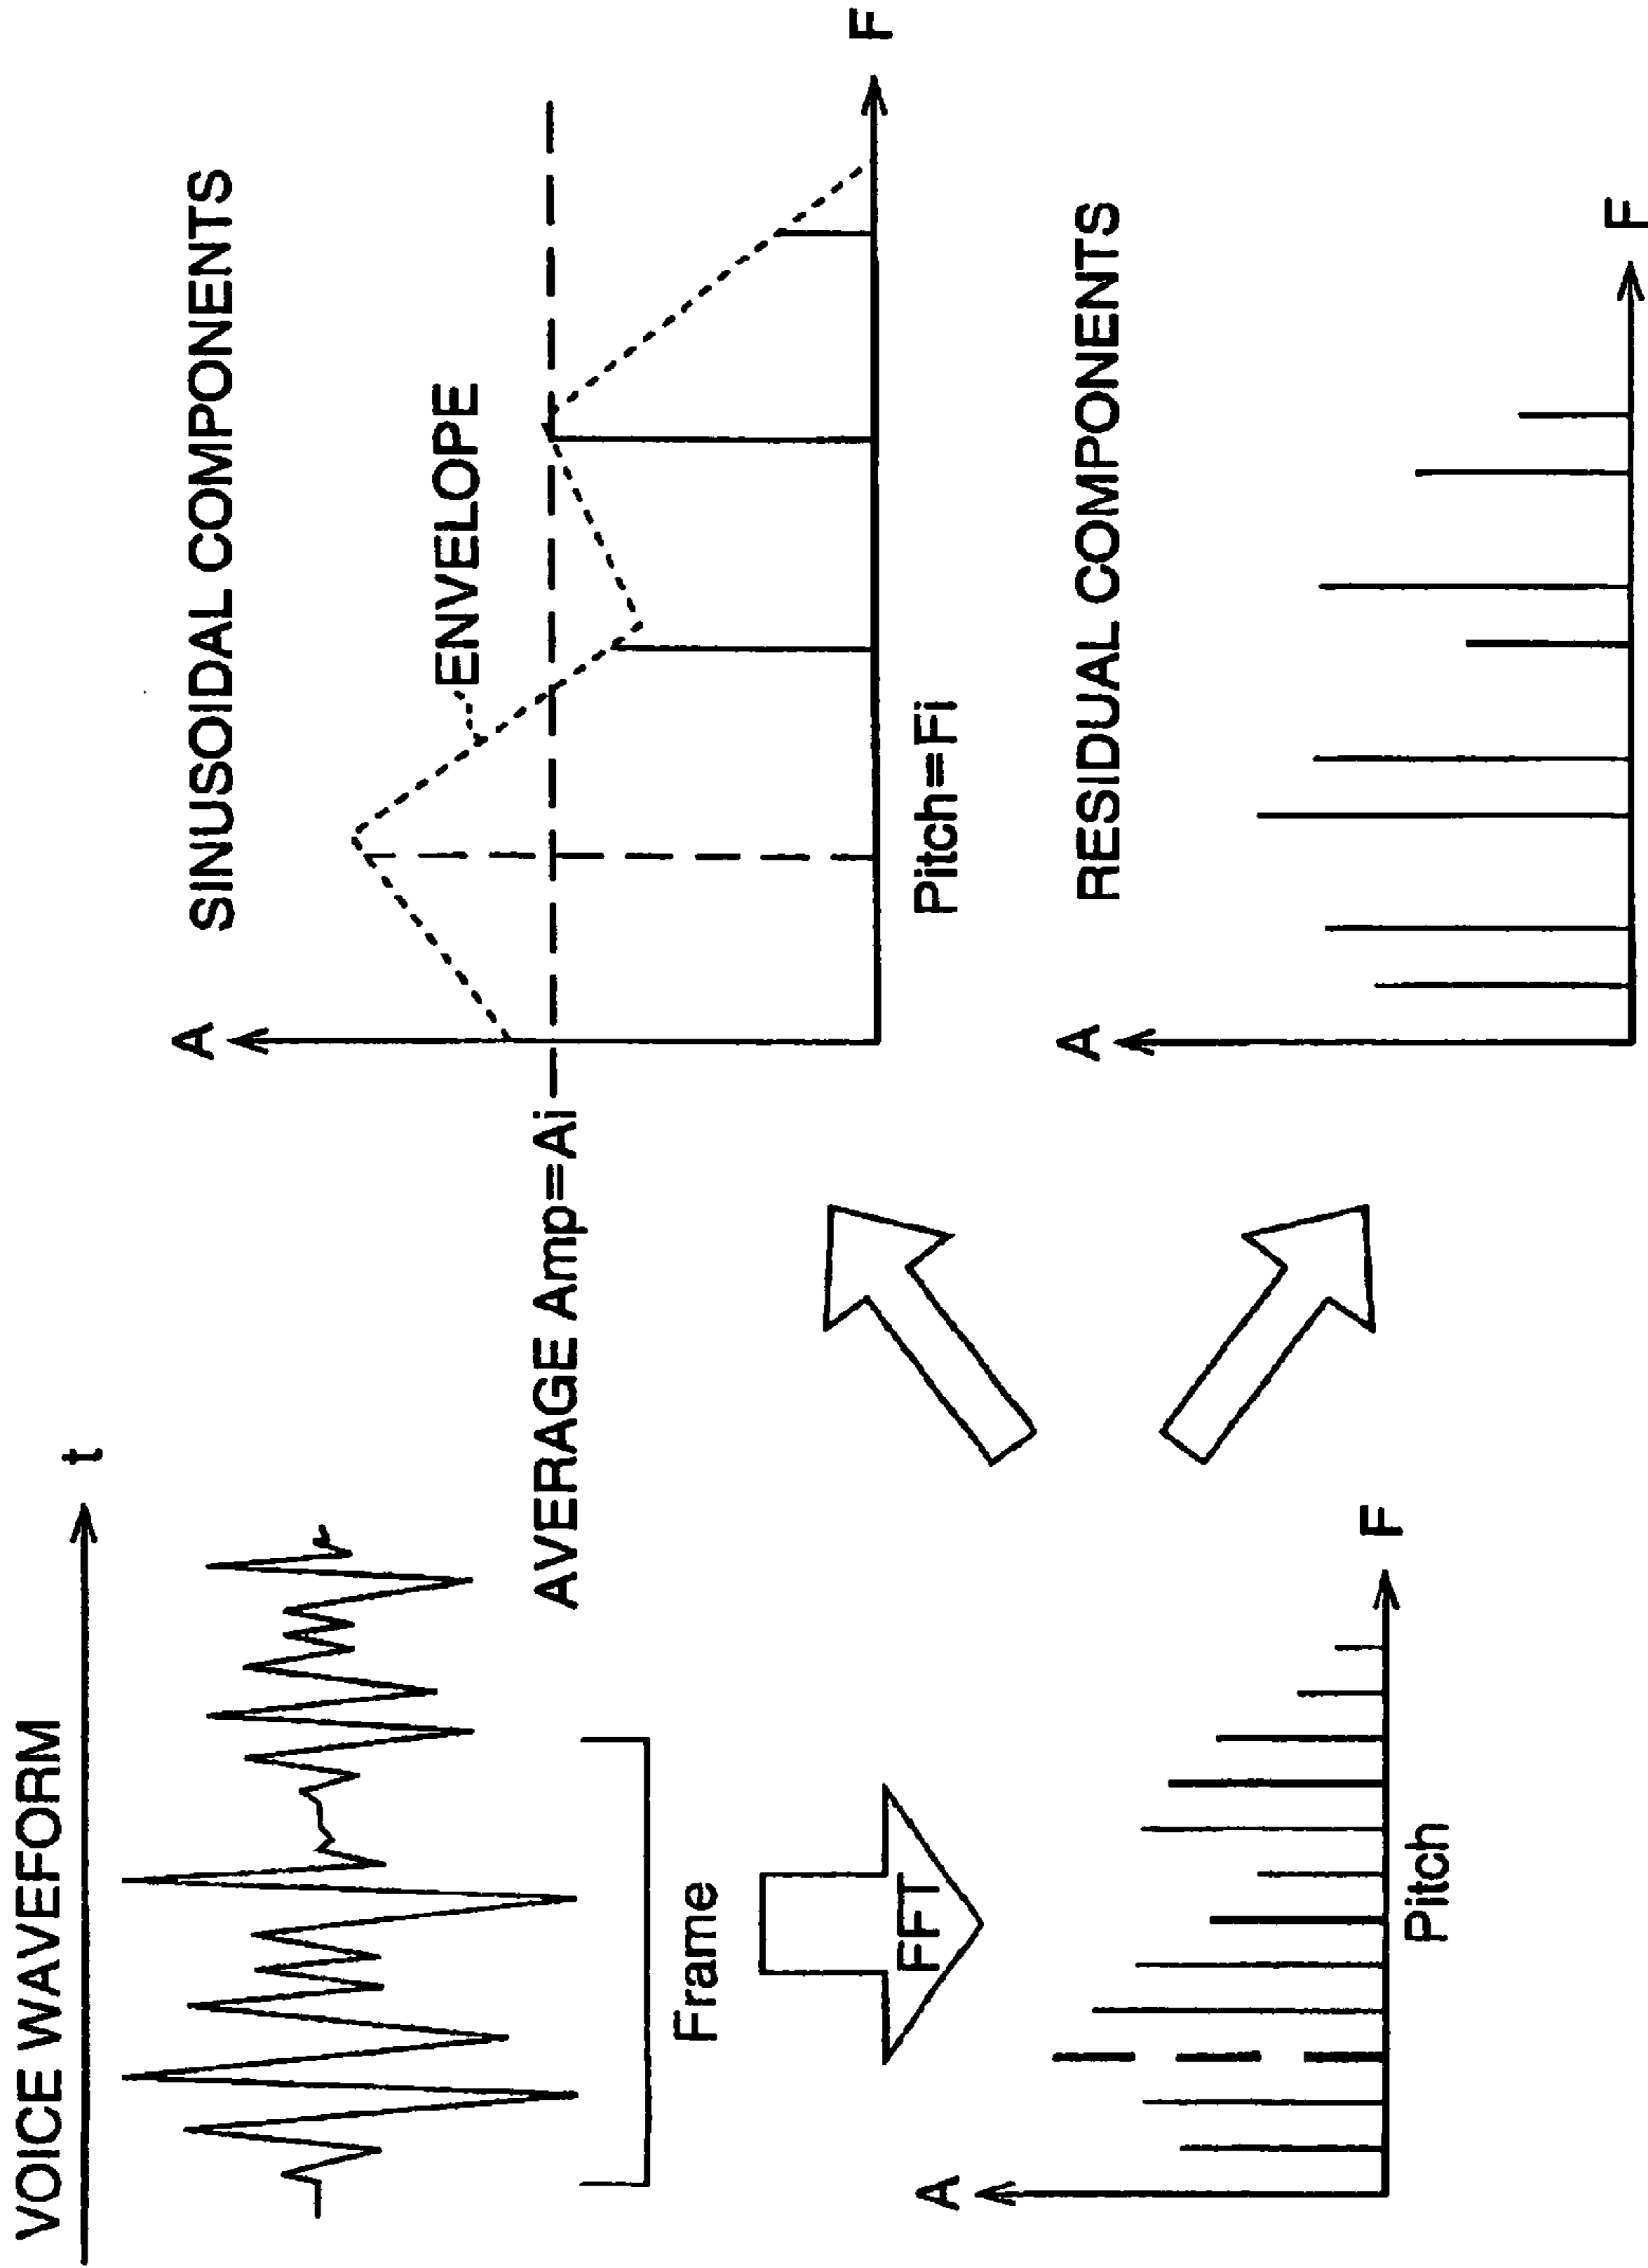 VOICE WAVEFORM
t
Frame
FFT
A
F
Pitch
SINUSOIDAL COMPONENTS
A
ENVELOPE
AVERAGE Amp=Ai
F
Pitch=Fi
RESIDUAL COMPONENTS
A
F